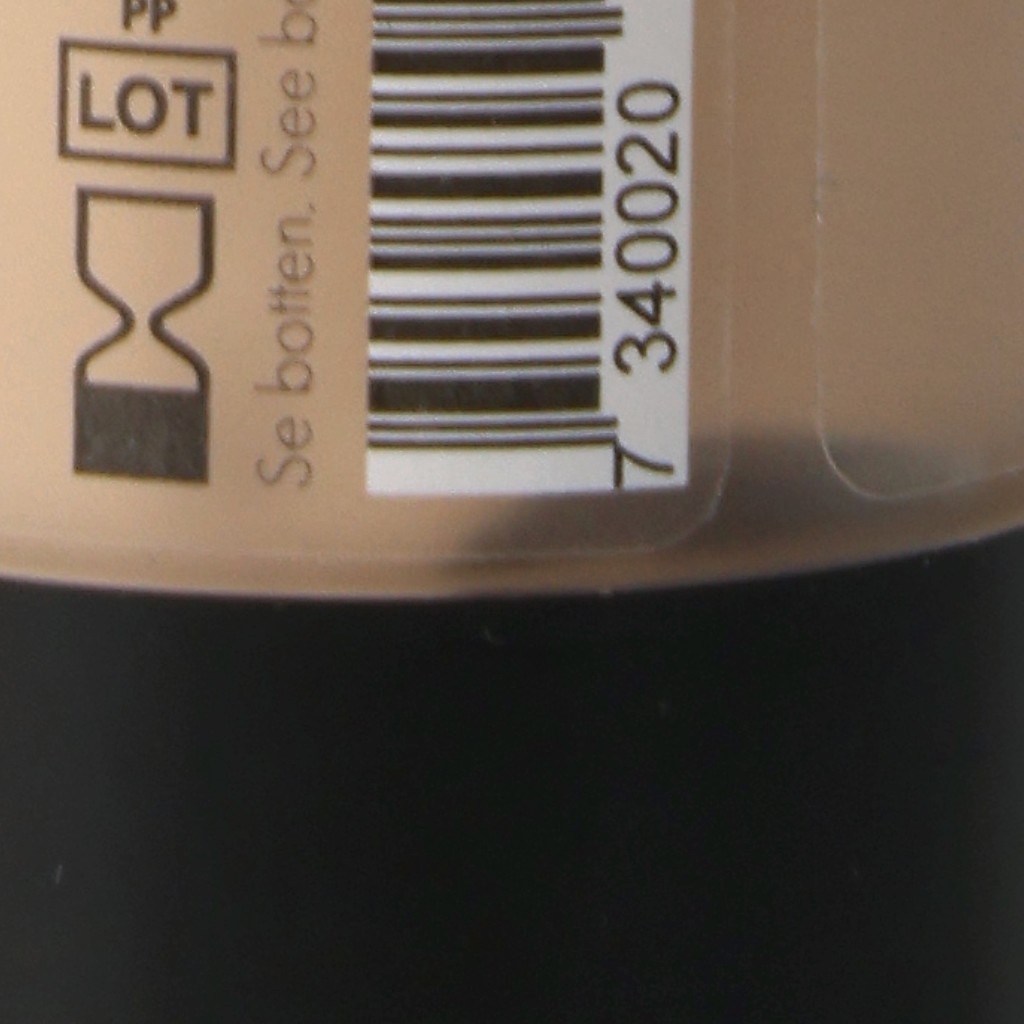 PP
LOT
Se botten. See
7 340020